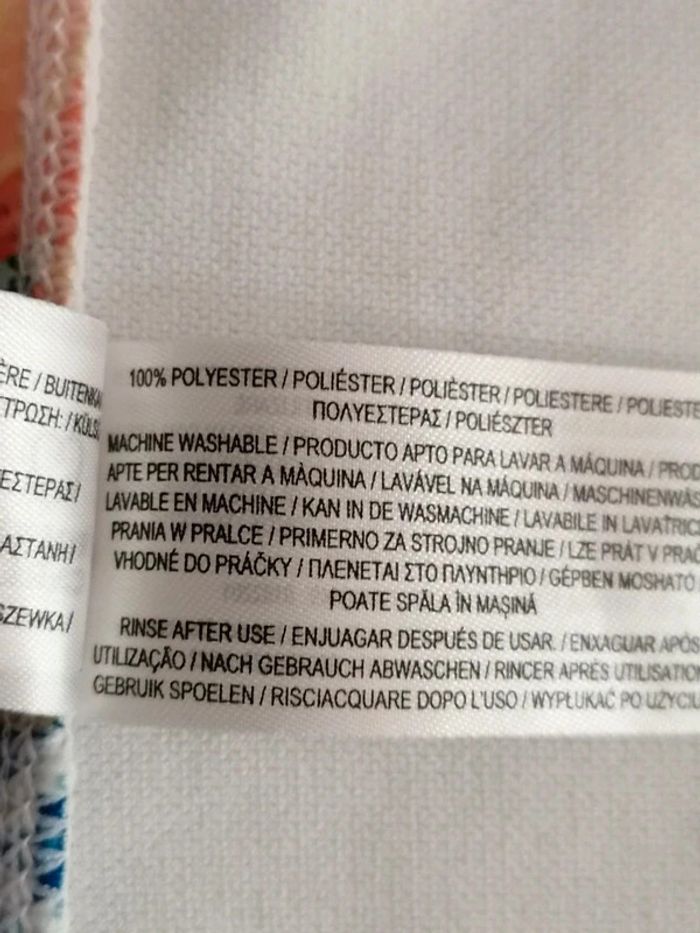 ÈRE / BUITENKA
ΣΤΡΩΣΗ: / KÜLS
ΕΣΤΕΡΑΣ /
ΑΣΤΑΝΗ /
SZEWKA /
100% POLYESTER / POLIÉSTER / POLIÈSTER / POLIESTERE / POLIESTE
ΠΟΛΥΕΣΤΕΡΑΣ / POLIÉSZTER
MACHINE WASHABLE / PRODUCTO APTO PARA LAVAR A MÁQUINA / PROD
APTE PER RENTAR A MÀQUINA / LAVÁVEL NA MÁQUINA / MASCHINENWA
LAVABLE EN MACHINE / KAN IN DE WASMACHINE / LAVABILE IN LAVATRIC
PRANIA W PRALCE / PRIMERNO ZA STROJNO PRANJE / LZE PRÁT V PRAČ
VHODNÉ DO PRÁČKY / ΠΛΕΝΕΤΑΙ ΣΤΟ ΠΛΥΝΤΗΡΙΟ / GÉPBEN MOSHATÓ
POATE SPĂLA ÎN MAȘINĂ
RINSE AFTER USE / ENJUAGAR DESPUÉS DE USAR. / ENXAGUAR APÓS
UTILIZAÇÃO / NACH GEBRAUCH ABWASCHEN / RINCER APRÈS UTILISATION
GEBRUIK SPOELEN / RISCIACQUARE DOPO L'USO / WYPŁUKAĆ PO UŻYCIU